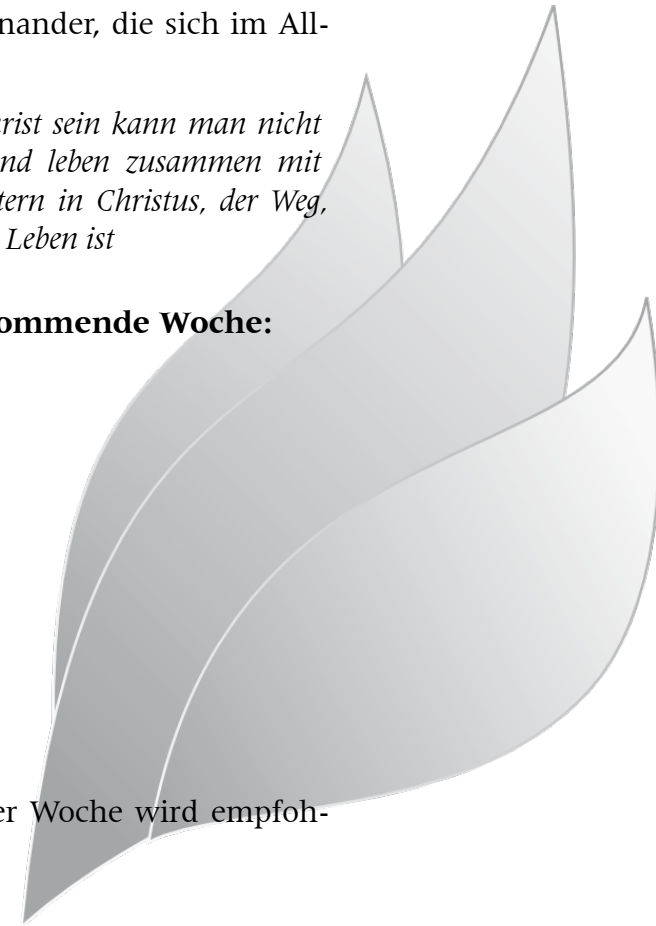 nander, die sich im All-
rist sein kann man nicht
nd leben zusammen mit
tern in Christus, der Weg,
Leben ist
ommende Woche:
er Woche wird empfoh-